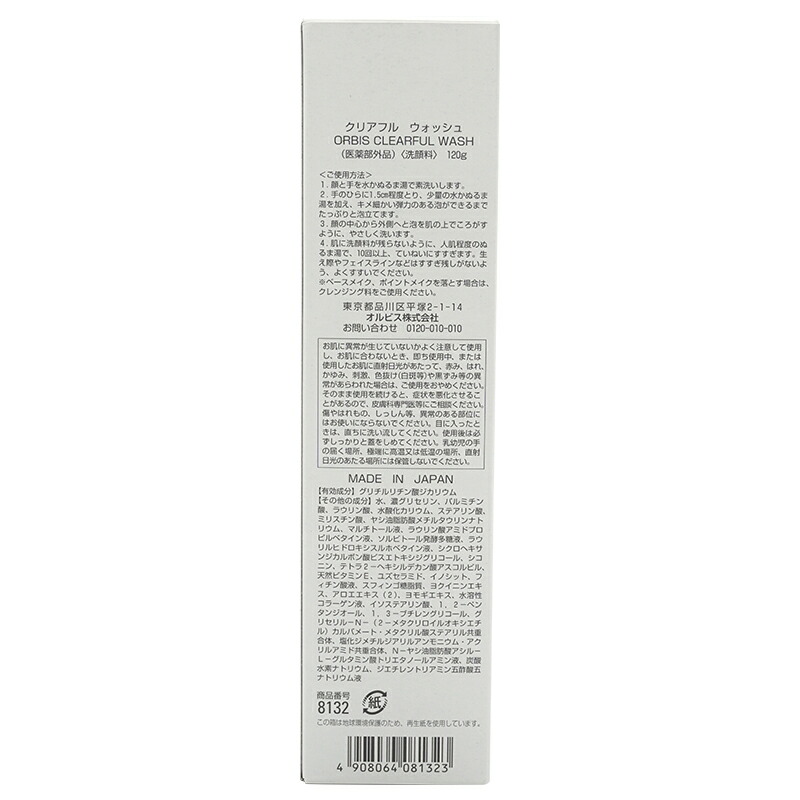 クリアフル ウォッシュ
ORBIS CLEARFUL WASH
(医薬部外品)〈洗顔料〉 120g
<ご使用方法>
1. 顔と手を水かぬるま湯で素洗いします。
2. 手のひらに1.5cm程度とり、少量の水かぬるま
湯を加え、キメ細かい弾力のある泡ができるまで
たっぷりと泡立てます。
3. 顔の中心から外側へと泡を肌の上でころがす
ように、やさしく洗います。
4. 肌に洗顔料が残らないように、人肌程度のぬ
るま湯で、10回以上、ていねいにすすぎます。生
え際やフェイスラインなどはすすぎ残しがないよ
う、よくすすいでください。
※ベースメイク、ポイントメイクを落とす場合は、
クレンジング料をご使用ください。
東京都品川区平塚2-1-14
オルビス株式会社
お問い合わせ 0120-010-010
お肌に異常が生じていないかよく注意して使用
し、お肌に合わないとき、即ち使用中、または
使用したお肌に直射日光があたって、赤み、はれ、
かゆみ、刺激、色抜け(白斑等)や黒ずみ等の異
常があらわれた場合は、ご使用をおやめください。
そのまま使用を続けると、症状を悪化させるこ
とがあるので、皮膚科専門医等にご相談ください。
傷やはれもの、しっしん等、異常のある部位に
はお使いにならないでください。目に入ったと
きは、直ちに洗い流してください。使用後は必
ずしっかりと蓋をしめてください。乳幼児の手
の届く場所、極端に高温又は低温の場所、直射
日光のあたる場所には保管しないでください。
MADE IN JAPAN
【有効成分】グリチルリチン酸ジカリウム
【その他の成分】水、濃グリセリン、パルミチン
酸、ラウリン酸、水酸化カリウム、ステアリン酸、
ミリスチン酸、ヤシ油脂肪酸メチルタウリンナト
リウム、マルチトール液、ラウリン酸アミドプロ
ピルベタイン液、ソルビトール発酵多糖液、ラウ
リルヒドロキシスルホベタイン液、シクロヘキサ
ンジカルボン酸ビスエトキシジグリコール、シコ
ニン、テトラ2-ヘキシルデカン酸アスコルビル、
天然ビタミンE、ユズセラミド、イノシット、フ
ィチン酸液、スフィンゴ糖脂質、ヨクイニンエキ
ス、アロエエキス(2)、ヨモギエキス、水溶性
コラーゲン液、イソステアリン酸、1,2-ペン
タンジオール、1,3-ブチレングリコール、グ
リセリル-N-(2-メタクリロイルオキシエチ
ル)カルバメート・メタクリル酸ステアリル共重
合体、塩化ジメチルジアリルアンモニウム・アク
リルアミド共重合体、N-ヤシ油脂肪酸アシル-
L-グルタミン酸トリエタノールアミン液、炭酸
水素ナトリウム、ジエチレントリアミン五酢酸五
ナトリウム液
商品番号
8132
紙
この箱は地球環境保護のため、再生紙を使用しています。
4 908064 081323